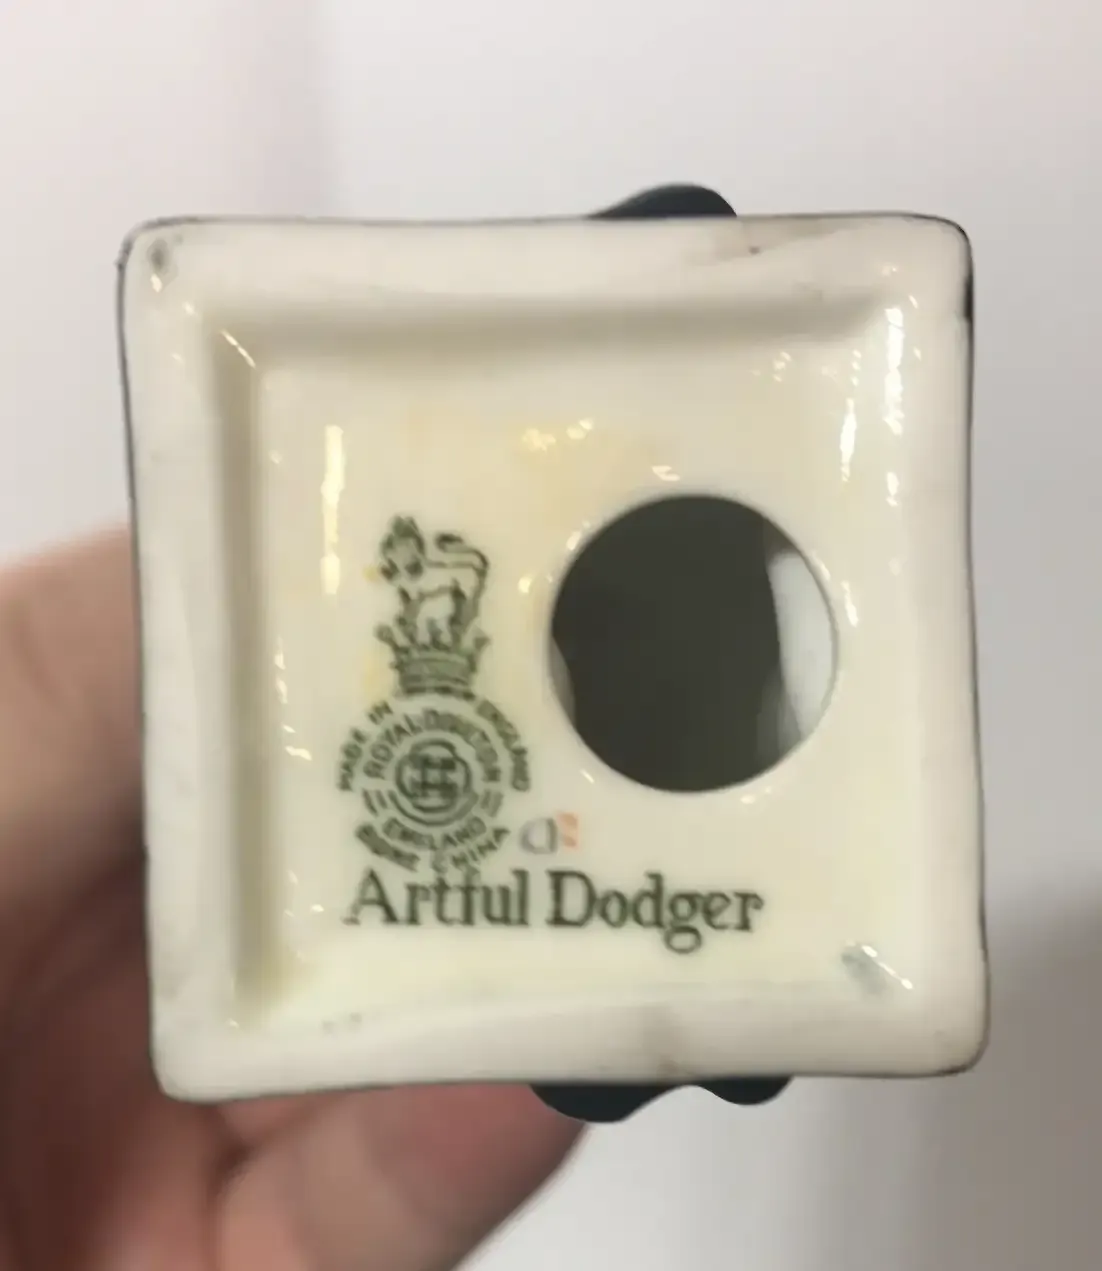 MADE IN ENGLAND
ROYAL DOULTON
ENGLAND
BONE CHINA
Artful Dodger